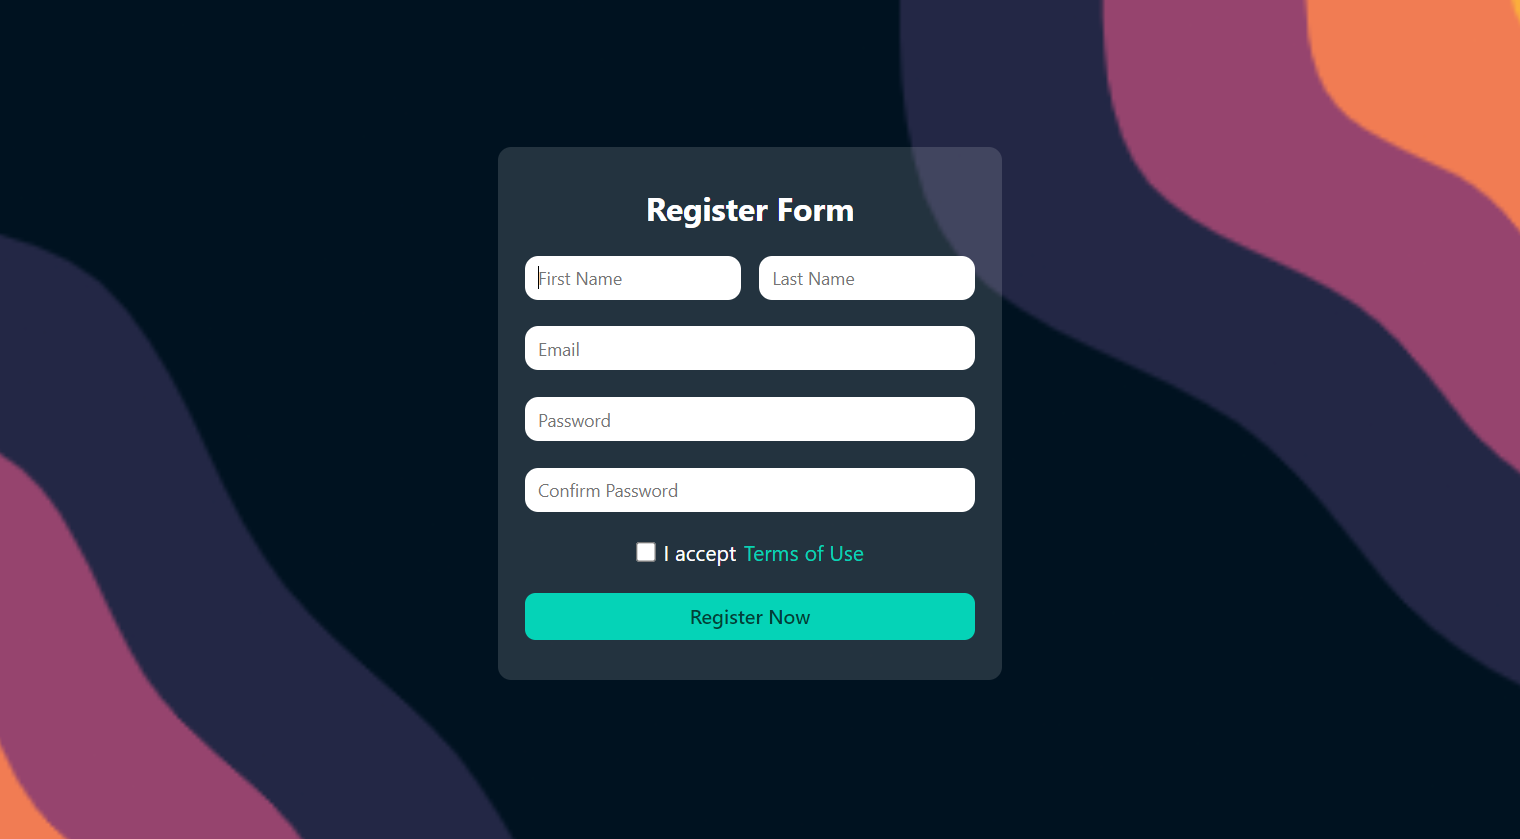 Register Form
First Name Last Name
Email
Password
Confirm Password
I accept Terms of Use
Register Now